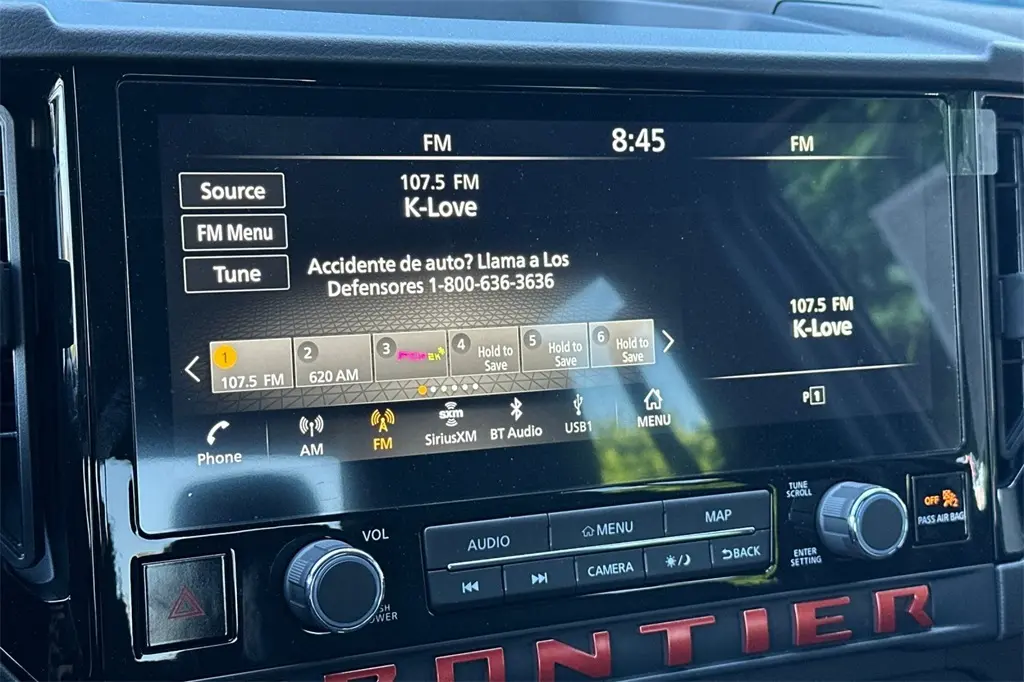 FM
8:45
FM
Source
107.5 FM
K-Love
FM Menu
Tune
Accidente de auto? Llama a Los
Defensores 1-800-636-3636
107.5 FM
K-Love
1
107.5 FM
2
620 AM
3
4
Hold to
Save
5
Hold to
Save
6
Hold to
Save
Phone
AM
FM
sxm
SiriusXM
BT Audio
USB1
MENU
P1
TUNE
SCROLL
OFF
2
PASS AIR BAG
VOL
AUDIO
MENU
MAP
CAMERA
BACK
ENTER
SETTING
RONTIER